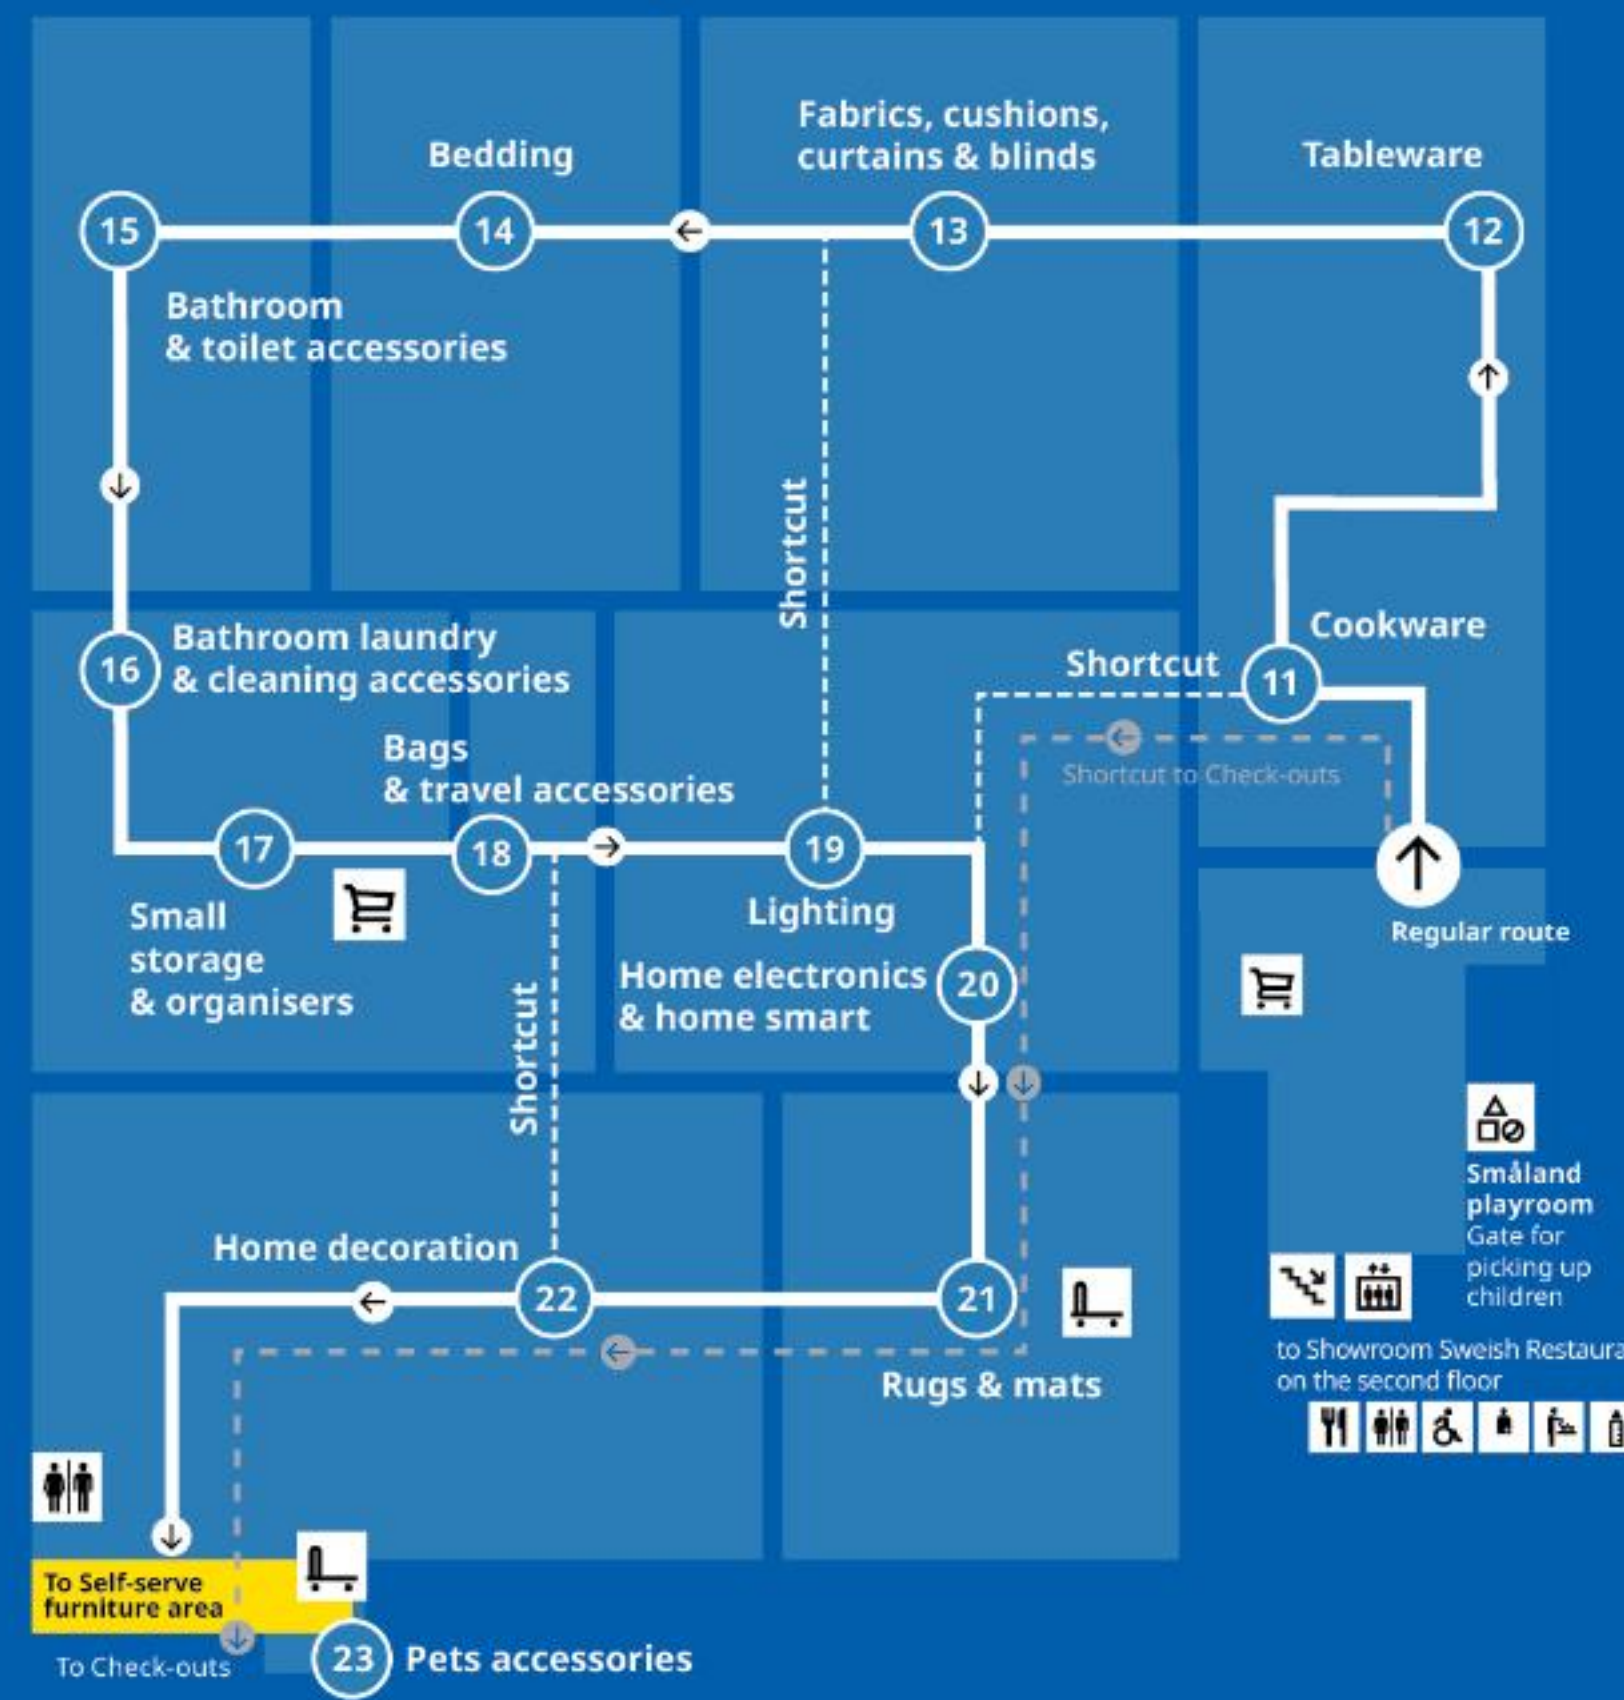 Fabrics, cushions,
curtains & blinds
Bedding
Tableware
15
14
13
12
Bathroom
& toilet accessories
Shortcut
Cookware
Bathroom laundry
& cleaning accessories
16
Shortcut
11
Bags
& travel accessories
Shortcut to Check-outs
17
18
19
Small
storage
& organisers
Lighting
Regular route
Home electronics
& home smart
20
Shortcut
Småland
playroom
Gate for
picking up
children
Home decoration
22
21
to Showroom Sweish
on the second floor
Rugs & mats
To Self-serve
furniture area
To Check-outs
23
Pets accessories